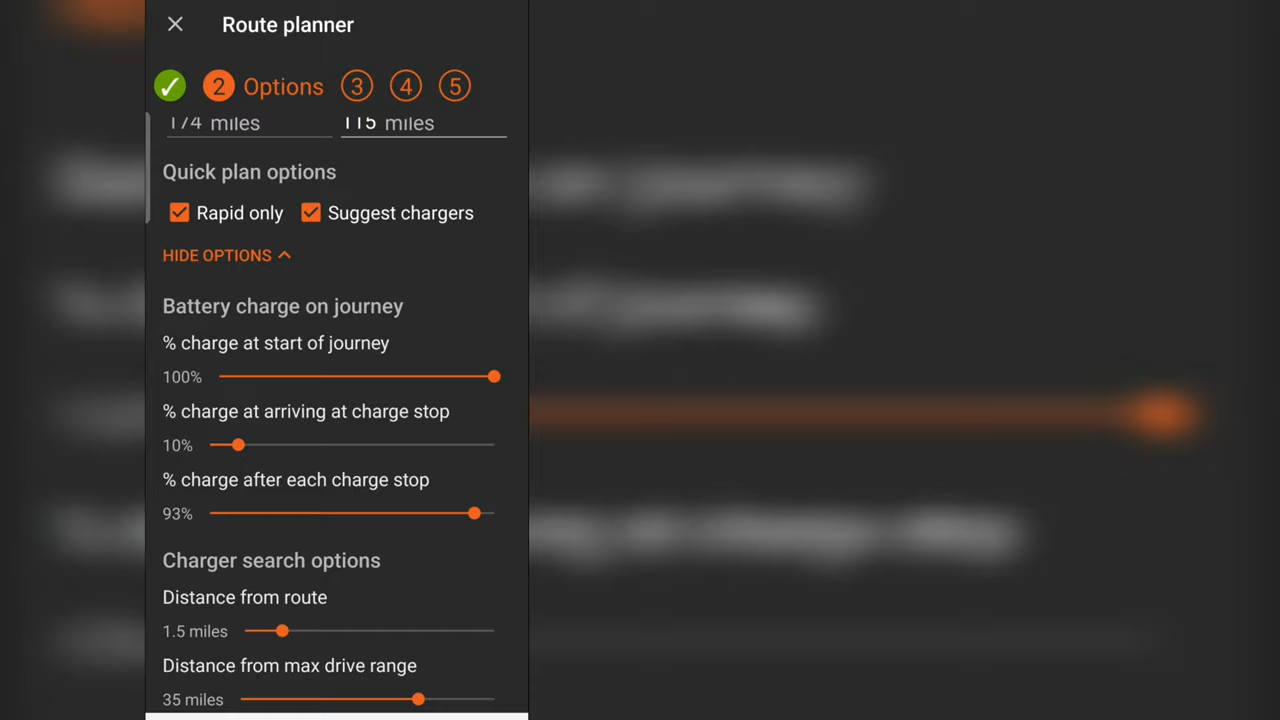 Route planner
✓ 2 Options 3 4 5
174 miles 115 miles
Quick plan options
Rapid only Suggest chargers
HIDE OPTIONS
Battery charge on journey
% charge at start of journey
100%
% charge at arriving at charge stop
10%
% charge after each charge stop
93%
Charger search options
Distance from route
1.5 miles
Distance from max drive range
35 miles